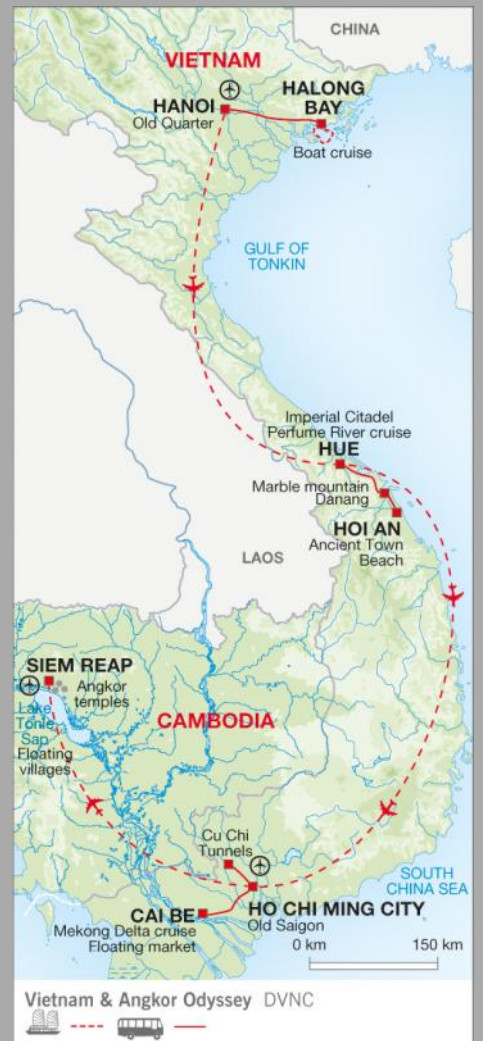 CHINA
VIETNAM
HANOI
Old Quarter
HALONG
BAY
Boat cruise
GULF OF
TONKIN
Imperial Citadel
Perfume River cruise
HUE
Marble mountain
Danang
HOI AN
Ancient Town
Beach
LAOS
SIEM REAP
Angkor
temples
Lake
Tonle
Sap
Floating
villages
CAMBODIA
Cu Chi
Tunnels
SOUTH
CHINA SEA
CAI BE
Mekong Delta cruise
Floating market
HO CHI MING CITY
Old Saigon
0 km 150 km
Vietnam & Angkor Odyssey DVNC